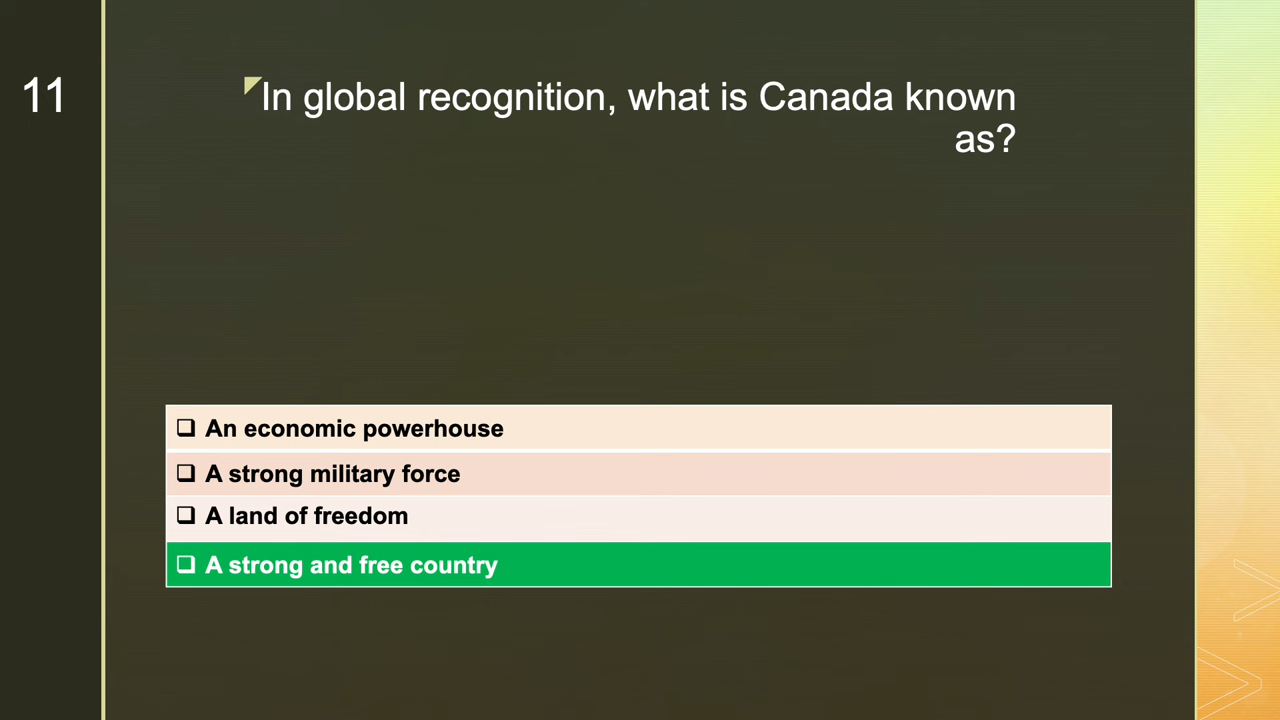 11
In global recognition, what is Canada known
as?
❑ An economic powerhouse
❑ A strong military force
❑ A land of freedom
❑ A strong and free country